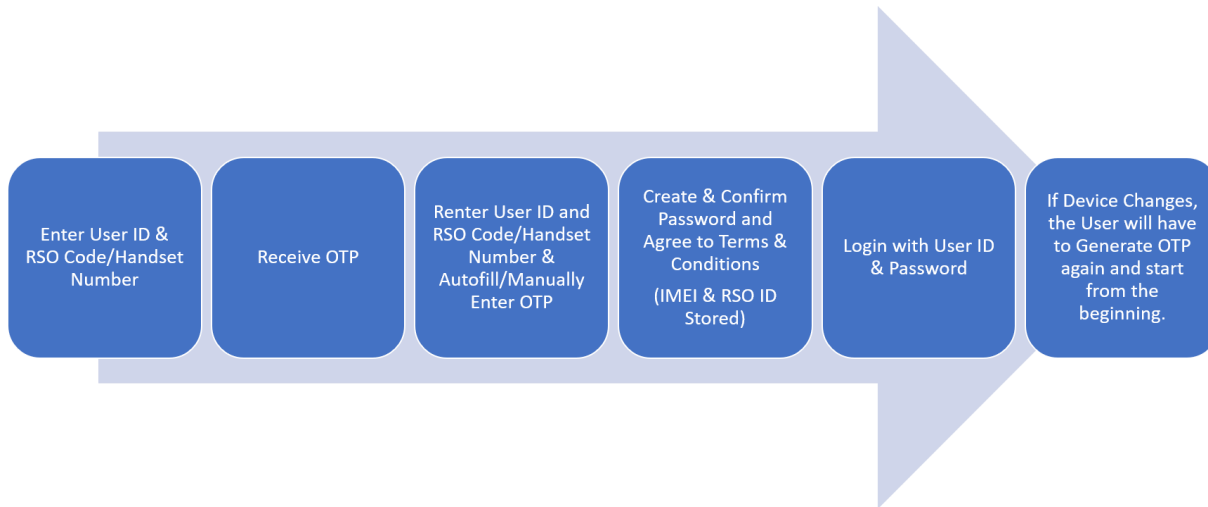 Enter User ID &
RSO Code/Handset
Number
Receive OTP
Renter User ID and
RSO Code/Handset
Number &
Autofill/Manually
Enter OTP
Create & Confirm
Password and
Agree to Terms &
Conditions
(IMEI & RSO ID
Stored)
Login with User ID
& Password
If Device Changes,
the User will have
to Generate OTP
again and start
from the
beginning.